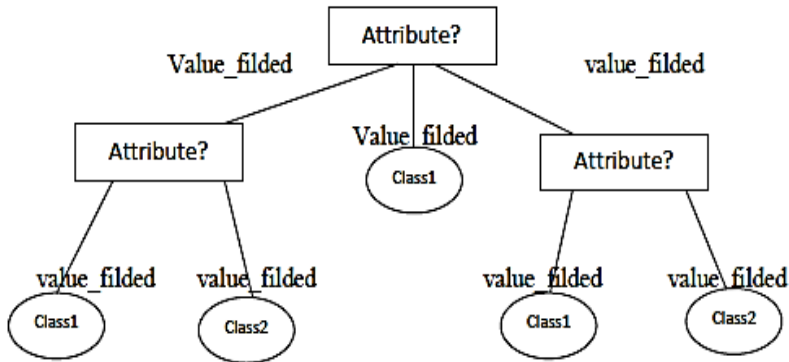 Attribute?
Value_filded
value_filded
Attribute?
Value_filded
Attribute?
Class1
value_filded
value_filded
value_filded
value_filded
Class1
Class2
Class1
Class2